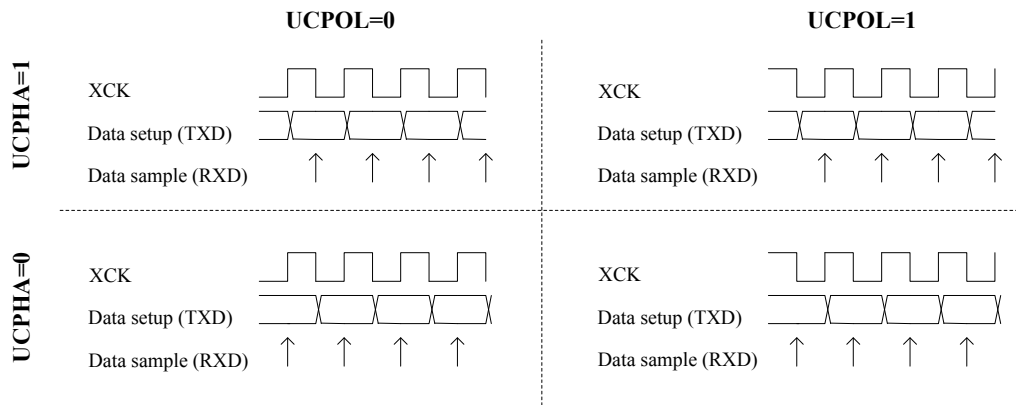 UCPOL=0
UCPOL=1
UCPHA=1
XCK
Data setup (TXD)
Data sample (RXD)
XCK
Data setup (TXD)
Data sample (RXD)
UCPHA=0
XCK
Data setup (TXD)
Data sample (RXD)
XCK
Data setup (TXD)
Data sample (RXD)